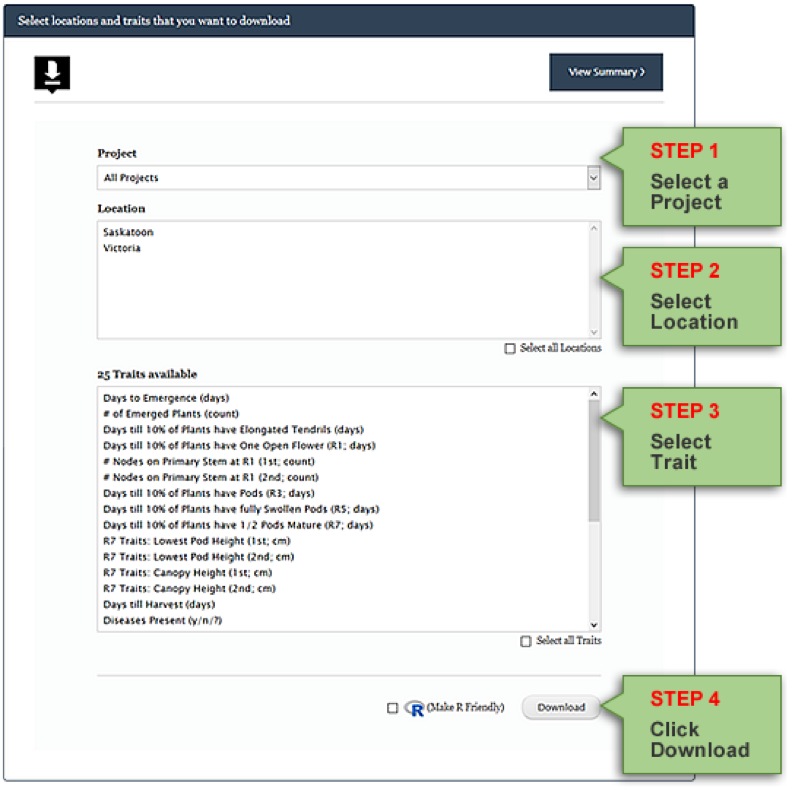 Select locations and traits that you want to download
View Summary >
Project
All Projects
STEP 1
Select a
Project
Location
Saskatoon
Victoria
STEP 2
Select
Location
Select all Locations
25 Traits available
Days to Emergence (days)
# of Emerged Plants (count)
Days till 10% of Plants have Elongated Tendrils (days)
Days till 10% of Plants have One Open Flower (R1; days)
# Nodes on Primary Stem at R1 (1st; count)
# Nodes on Primary Stem at R1 (2nd; count)
Days till 10% of Plants have Pods (R3; days)
Days till 10% of Plants have fully Swollen Pods (R5; days)
Days till 10% of Plants have 1/2 Pods Mature (R7; days)
R7 Traits: Lowest Pod Height (1st; cm)
R7 Traits: Lowest Pod Height (2nd; cm)
R7 Traits: Canopy Height (1st; cm)
R7 Traits: Canopy Height (2nd; cm)
Days till Harvest (days)
Diseases Present (y/n/?)
STEP 3
Select
Trait
Select all Traits
R (Make R Friendly)
Download
STEP 4
Click
Download